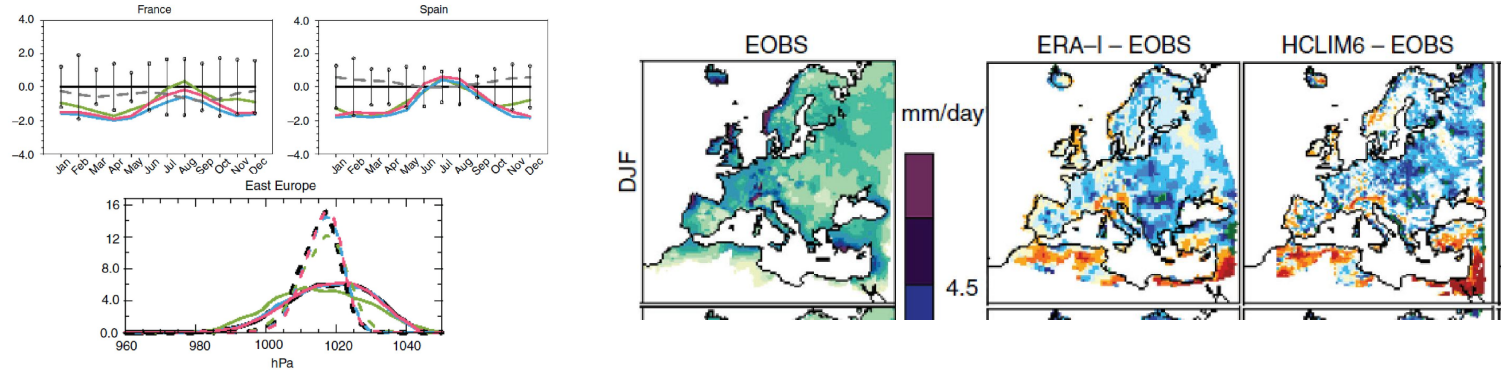 France
4.0
2.0
0.0
−2.0
−4.0
Jan
Feb
Mar
Apr
May
Jun
Jul
Aug
Sep
Oct
Nov
Dec
Spain
4.0
2.0
0.0
−2.0
−4.0
Jan
Feb
Mar
Apr
May
Jun
Jul
Aug
Sep
Oct
Nov
Dec
East Europe
16
12
8.0
4.0
0.0
960
980
1000
1020
1040
hPa
EOBS
DJF
mm/day
4.5
ERA−I − EOBS
HCLIM6 − EOBS